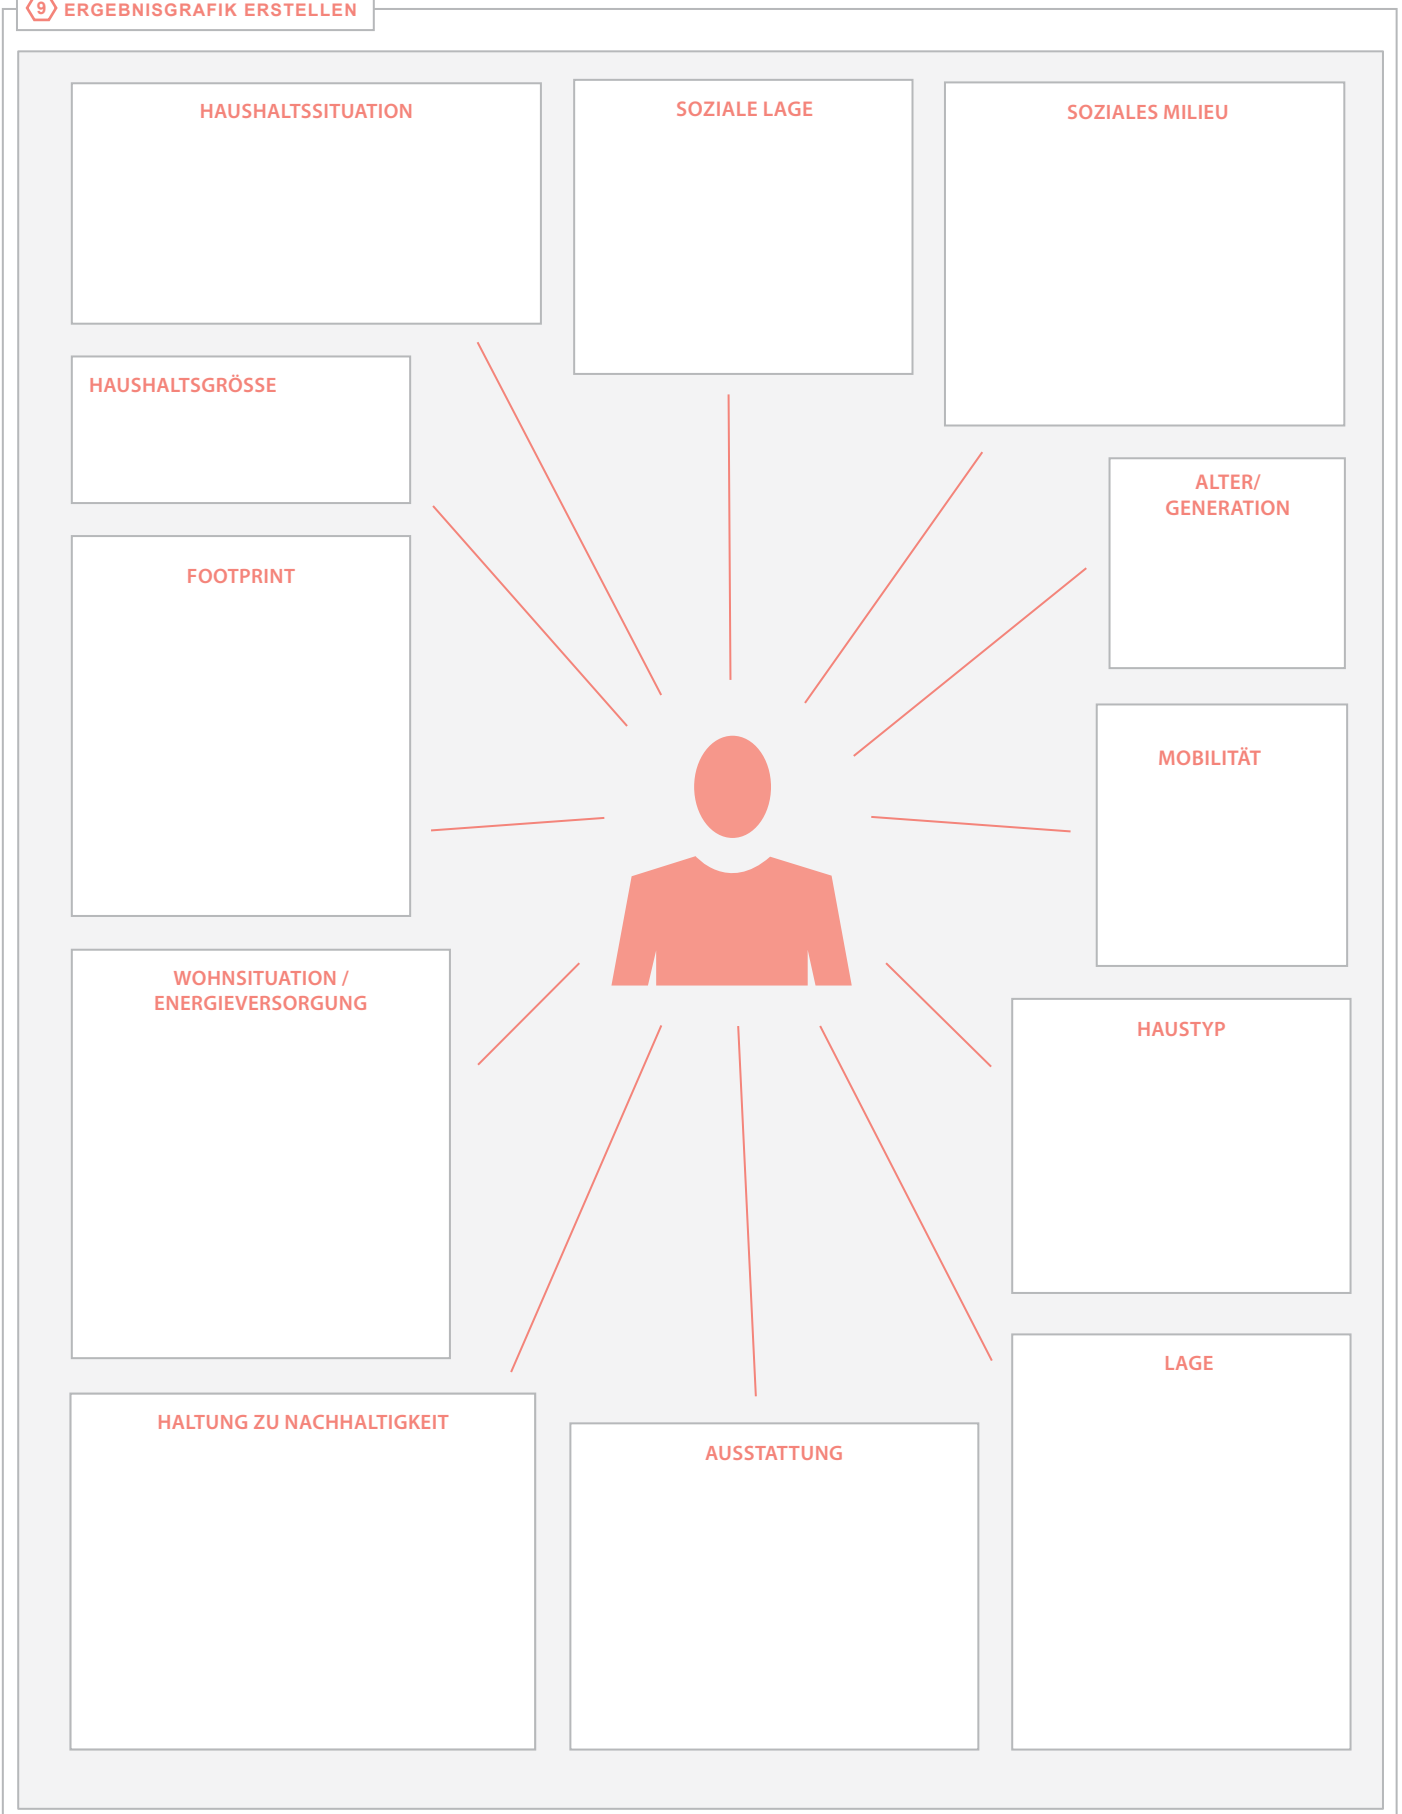 9 ERGEBNISGRAFIK ERSTELLEN
HAUSHALTSSITUATION
SOZIALE LAGE
SOZIALES MILIEU
HAUSHALTSGRÖSSE
ALTER/
GENERATION
FOOTPRINT
MOBILITÄT
WOHNSITUATION /
ENERGIEVERSORGUNG
HAUSTYP
LAGE
HALTUNG ZU NACHHALTIGKEIT
AUSSTATTUNG